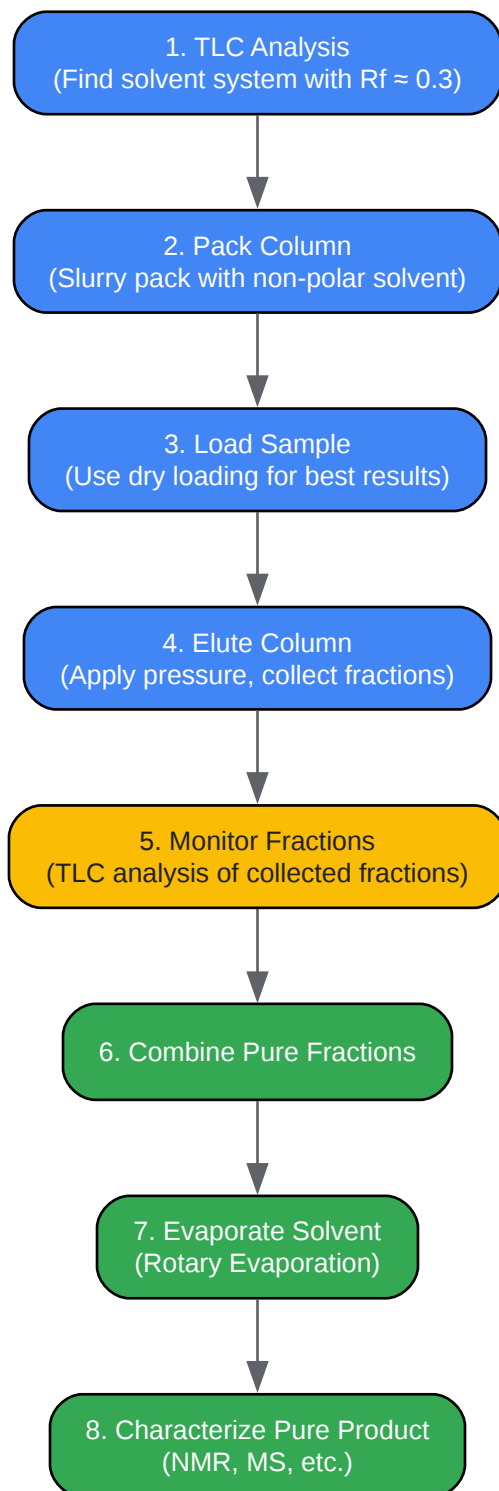 1. TLC Analysis
(Find solvent system with Rf ≈ 0.3)
2. Pack Column
(Slurry pack with non-polar solvent)
3. Load Sample
(Use dry loading for best results)
4. Elute Column
(Apply pressure, collect fractions)
5. Monitor Fractions
(TLC analysis of collected fractions)
6. Combine Pure Fractions
7. Evaporate Solvent
(Rotary Evaporation)
8. Characterize Pure Product
(NMR, MS, etc.)